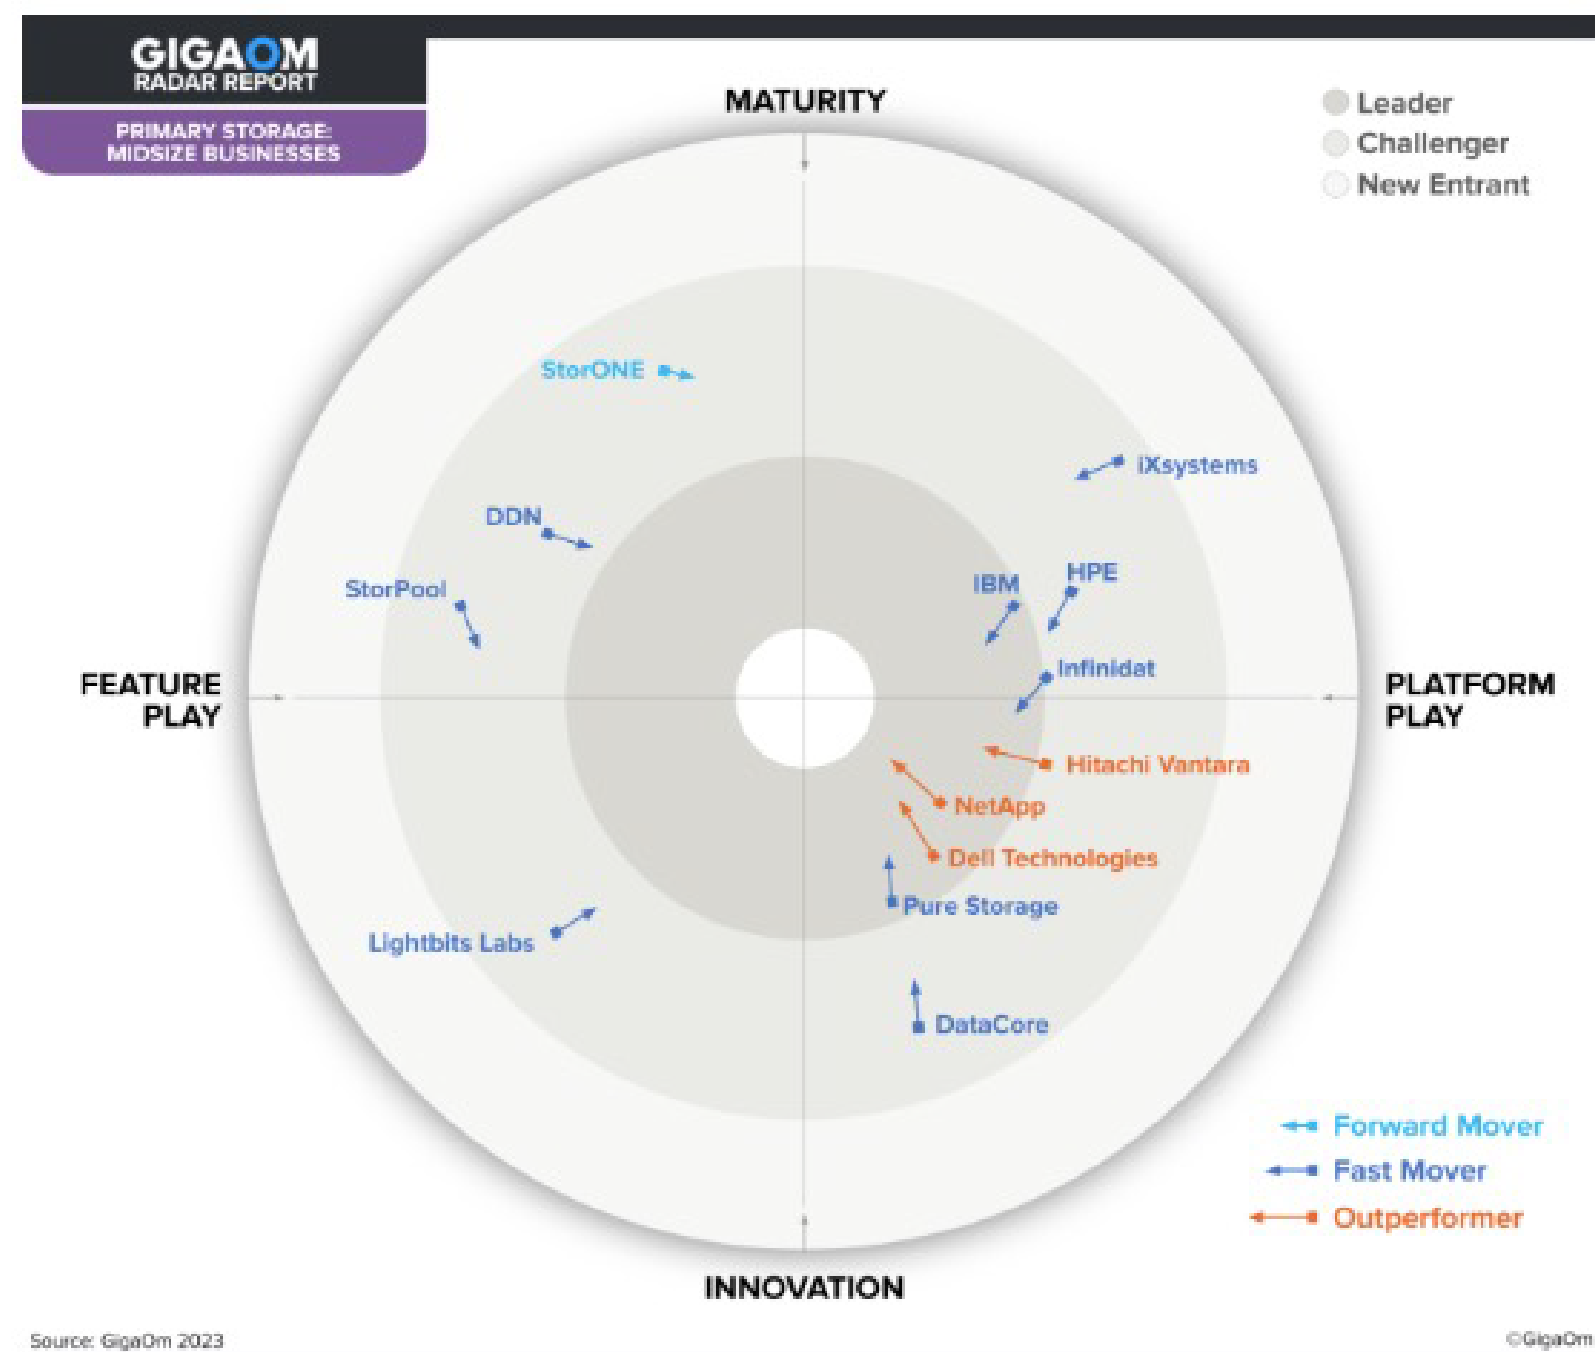 GIGAOM
RADAR REPORT
PRIMARY STORAGE:
MIDSIZE BUSINESSES
MATURITY
Leader
Challenger
New Entrant
StorONE
iXsystems
DDN
HPE
IBM
StorPool
Infinidat
FEATURE
PLAY
PLATFORM
PLAY
Hitachi Vantara
NetApp
Dell Technologies
Pure Storage
Lightbits Labs
DataCore
Forward Mover
Fast Mover
Outperformer
INNOVATION
Source: GigaOm 2023
©GigaOm